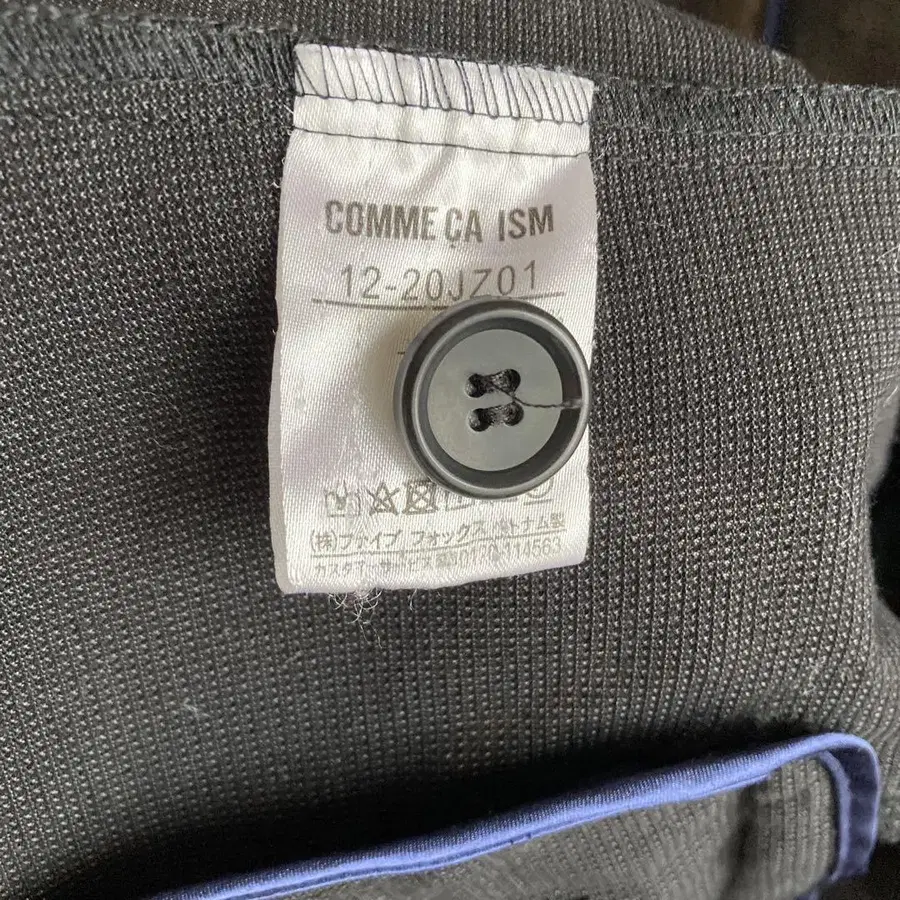 COMME ÇA ISM
12-20JZ01
(株)ファイブ フォックス ベトナム製
カスタマーサービス 0120-114563